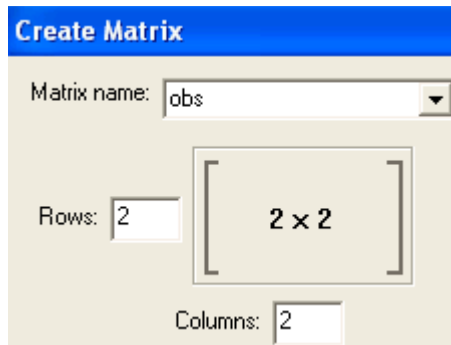 Create Matrix
Matrix name: obs
Rows: 2
2 × 2
Columns: 2